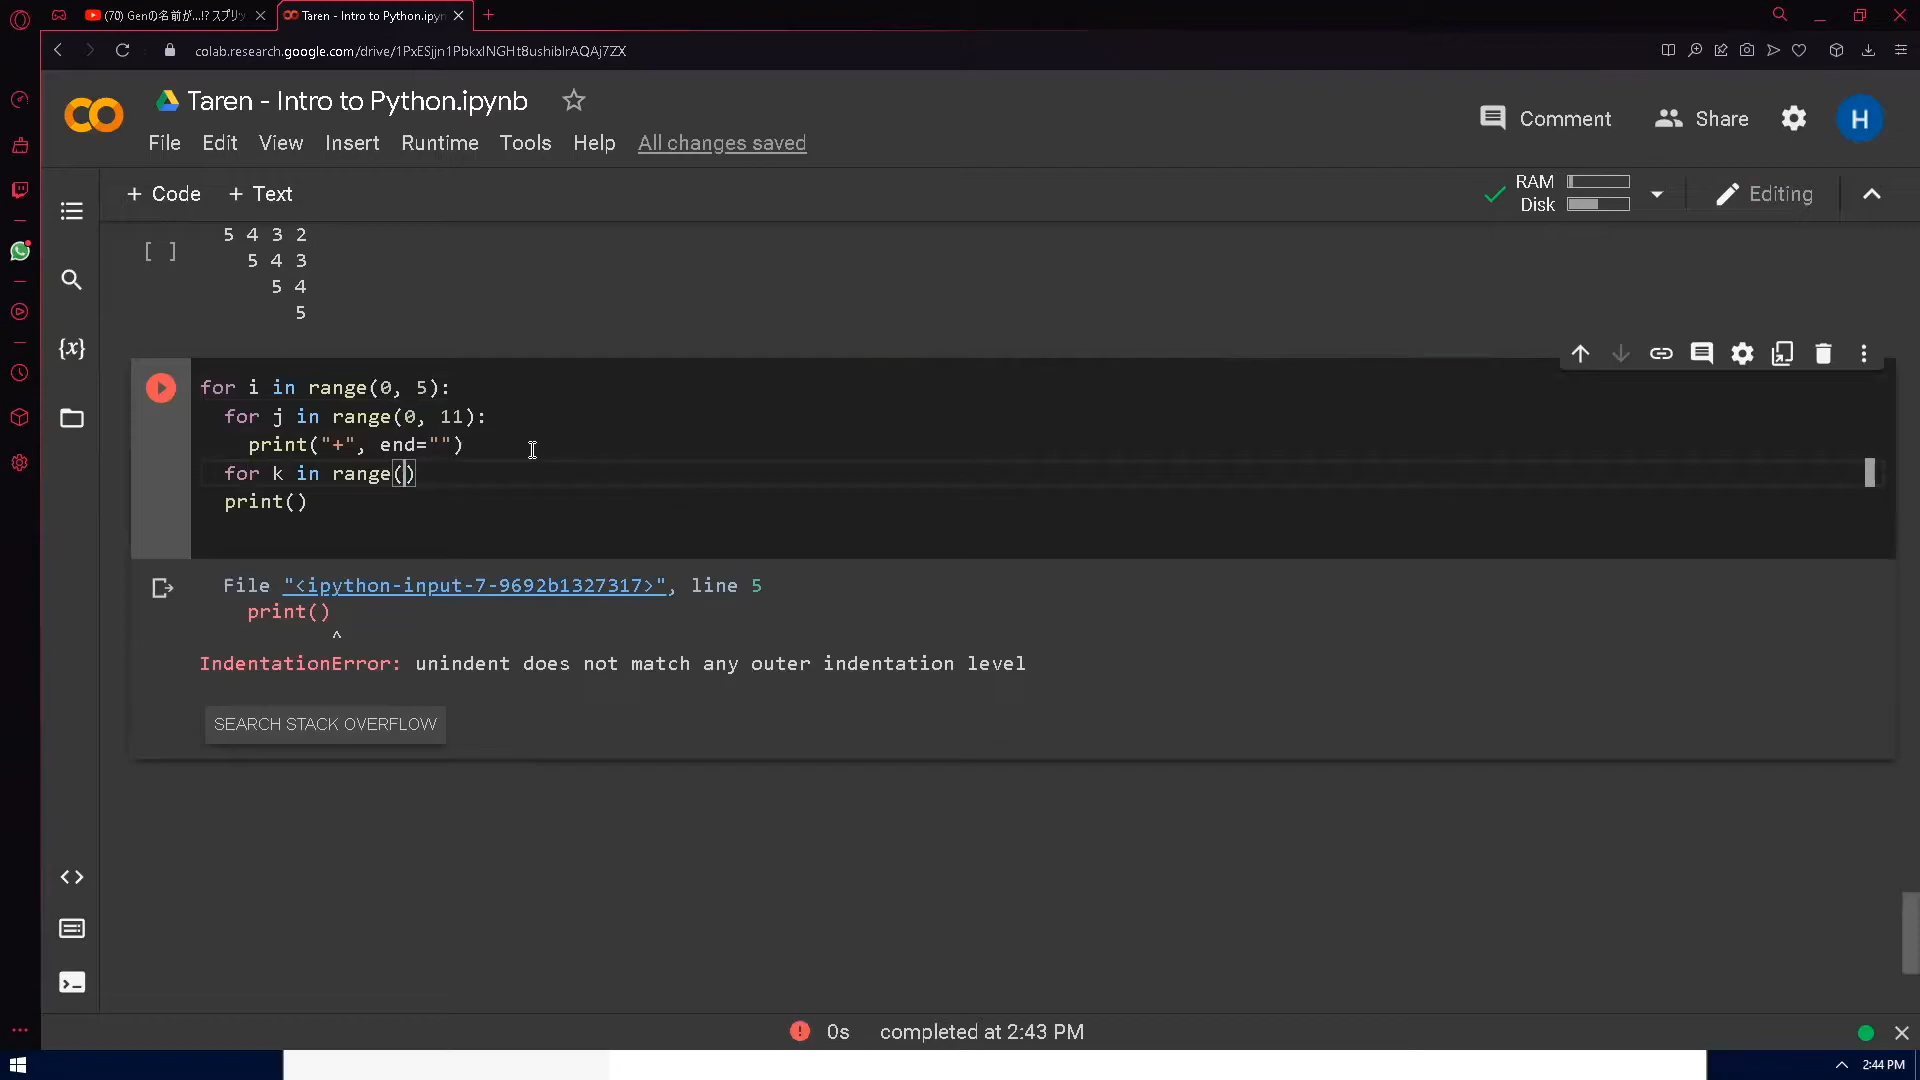 (70) Genの名前が...!? スプリッ
Taren - Intro to Python.ipyn
colab.research.google.com/drive/1PxESjjn1PbkxlNGHt8ushiblrAQAj7ZX
Taren - Intro to Python.ipynb
Comment
Share
H
File Edit View Insert Runtime Tools Help All changes saved
+ Code + Text
RAM
Disk
Editing
[ ]
5 4 3 2
5 4 3
5 4
5
{x}
for i in range(0, 5):
for j in range(0, 11):
print("+", end="")
for k in range()
print()
File "<ipython-input-7-9692b1327317>", line 5
print()
^
IndentationError: unindent does not match any outer indentation level
SEARCH STACK OVERFLOW
0s completed at 2:43 PM
2:44 PM